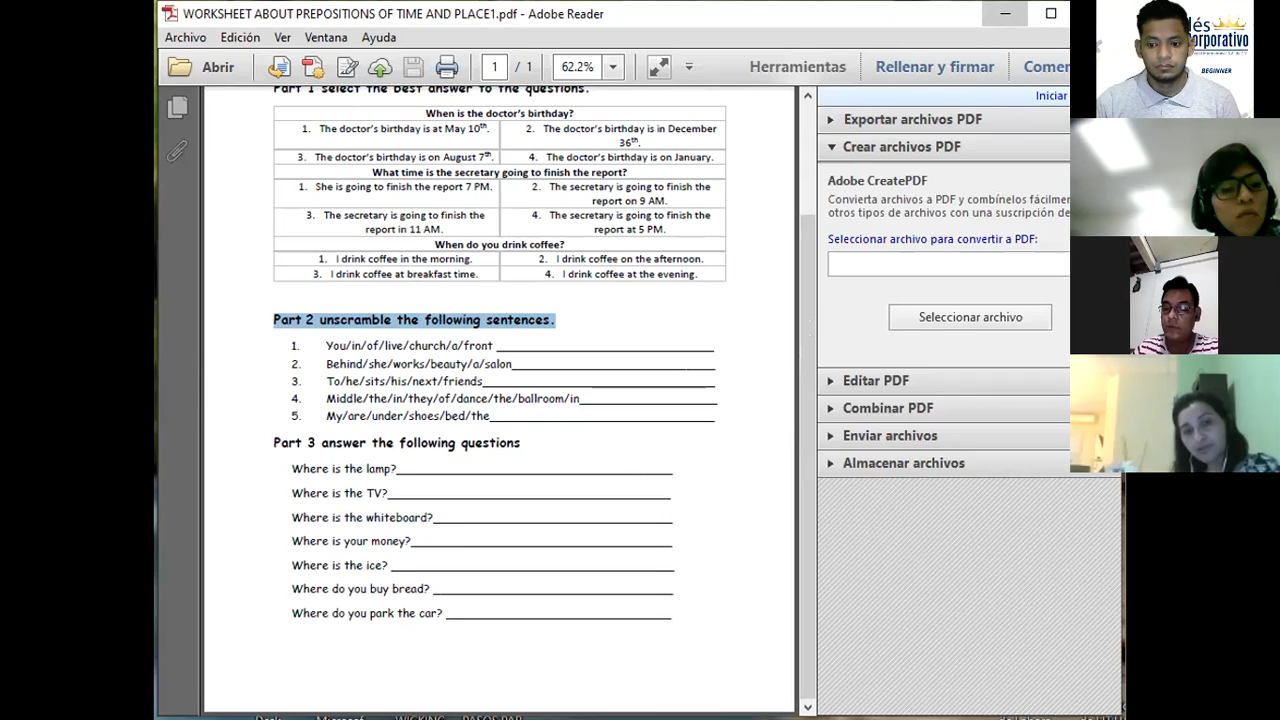 WORKSHEET ABOUT PREPOSITIONS OF TIME AND PLACE1.pdf - Adobe Reader
Archivo Edición Ver Ventana Ayuda
Abrir 1 / 1 62.2% Herramientas Rellenar y firmar Comer
Iniciar
Part 1 select the best answer to the questions.
When is the doctor's birthday?
1. The doctor's birthday is at May 10th. 2. The doctor's birthday is in December 36th.
3. The doctor's birthday is on August 7th. 4. The doctor's birthday is on January.
What time is the secretary going to finish the report?
1. She is going to finish the report 7 PM. 2. The secretary is going to finish the report on 9 AM.
3. The secretary is going to finish the report in 11 AM. 4. The secretary is going to finish the report at 5 PM.
When do you drink coffee?
1. I drink coffee in the morning. 2. I drink coffee on the afternoon.
3. I drink coffee at breakfast time. 4. I drink coffee at the evening.
Part 2 unscramble the following sentences.
1. You/in/of/live/church/a/front
2. Behind/she/works/beauty/a/salon
3. To/he/sits/his/next/friends
4. Middle/the/in/they/of/dance/the/ballroom/in
5. My/are/under/shoes/bed/the
Part 3 answer the following questions
Where is the lamp?
Where is the TV?
Where is the whiteboard?
Where is your money?
Where is the ice?
Where do you buy bread?
Where do you park the car?
Exportar archivos PDF
Crear archivos PDF
Adobe CreatePDF
Convierta archivos a PDF y combínelos fácilmen
otros tipos de archivos con una suscripción de
Seleccionar archivo para convertir a PDF:
Seleccionar archivo
Editar PDF
Combinar PDF
Enviar archivos
Almacenar archivos
lés
orporativo
BEGINNER